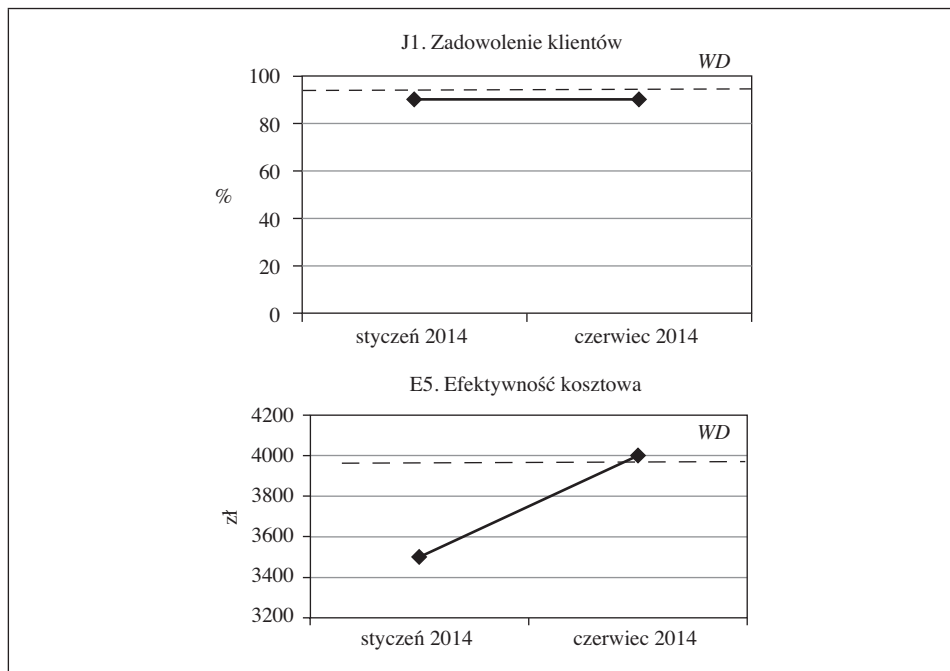 J1. Zadowolenie klientów
WD
100
80
60
40
20
0
%
styczeń 2014
czerwiec 2014
E5. Efektywność kosztowa
WD
4200
4000
3800
3600
3400
3200
zł
styczeń 2014
czerwiec 2014